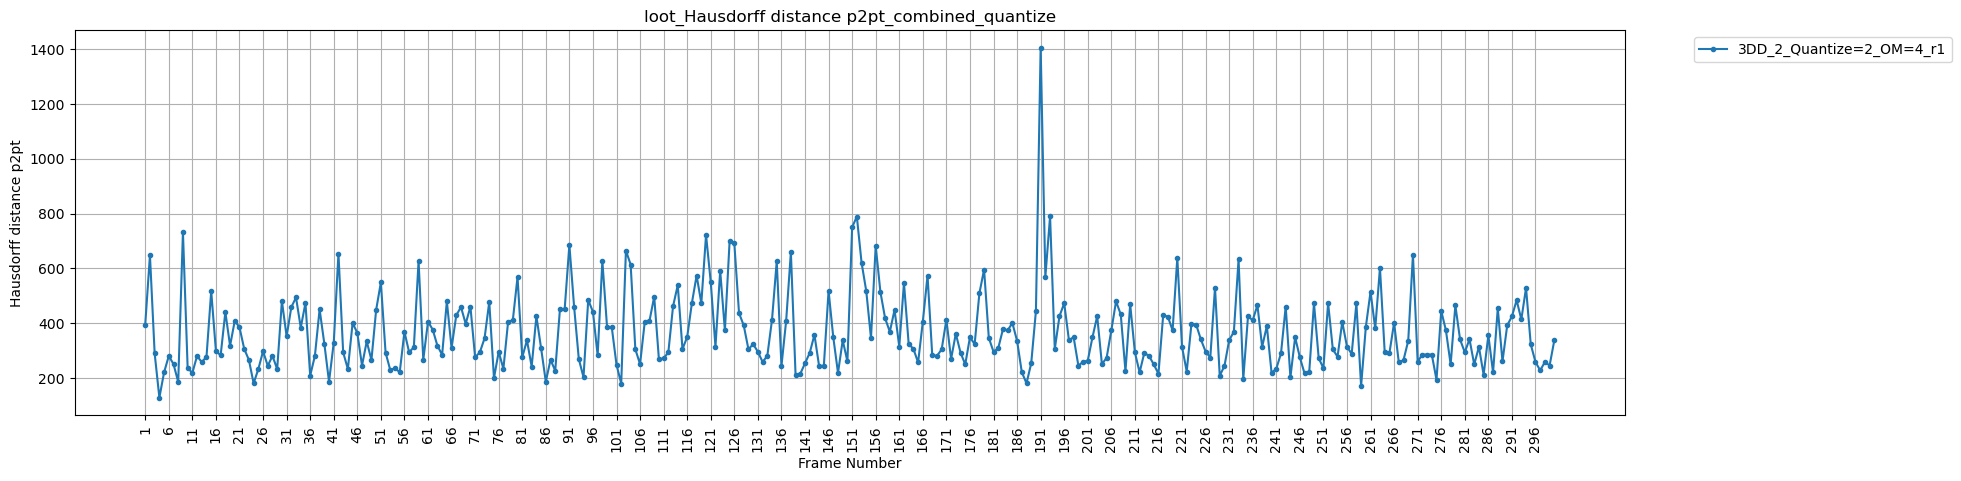 loot_Hausdorff distance p2pt_combined_quantize
3DD_2_Quantize=2_OM=4_r1
Hausdorff distance p2pt
1400
1200
1000
800
600
400
200
1 6 11 16 21 26 31 36 41 46 51 56 61 66 71 76 81 86 91 96 101 106 111 116 121 126 131 136 141 146 151 156 161 166 171 176 181 186 191 196 201 206 211 216 221 226 231 236 241 246 251 256 261 266 271 276 281 286 291 296
Frame Number